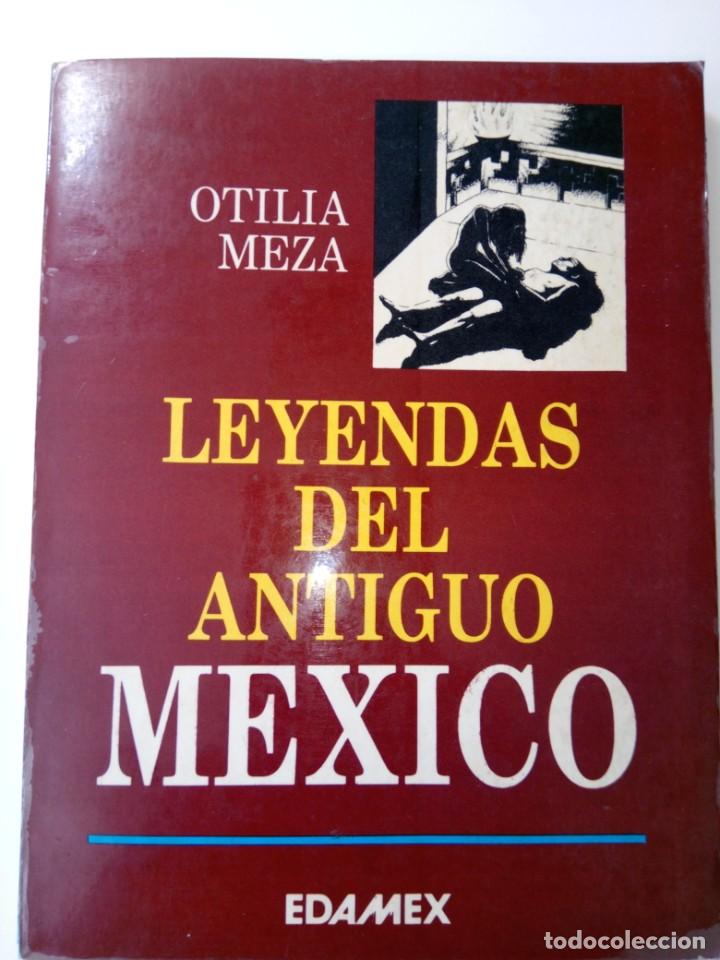 OTILIA
MEZA
LEYENDAS
DEL
ANTIGUO
MEXICO
EDAMEX
todocoleccion